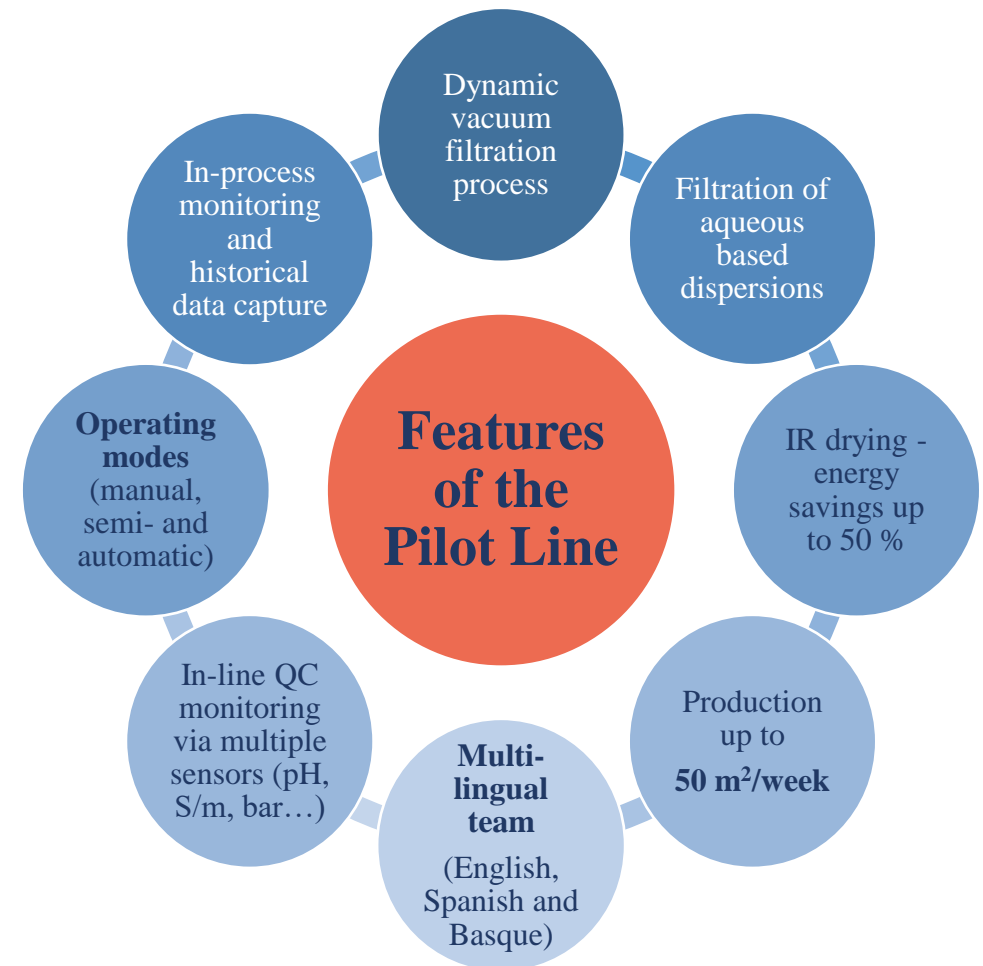 Dynamic
vacuum
filtration
process
Filtration of
aqueous
based
dispersions
IR drying -
energy
savings up
to 50 %
Production
up to
50 m²/week
Multi-
lingual
team
(English,
Spanish and
Basque)
In-line QC
monitoring
via multiple
sensors (pH,
S/m, bar…)
Operating
modes
(manual,
semi- and
automatic)
In-process
monitoring
and
historical
data capture
Features
of the
Pilot Line